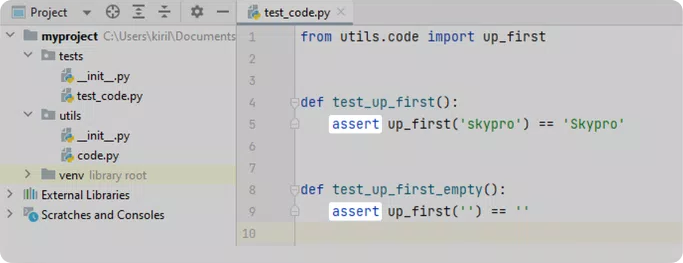 Project
test_code.py
myproject C:\Users\kiril\Documents
tests
__init__.py
test_code.py
utils
__init__.py
code.py
venv library root
External Libraries
Scratches and Consoles
1 from utils.code import up_first
2
3
4 def test_up_first():
5 assert up_first('skypro') == 'Skypro'
6
7
8 def test_up_first_empty():
9 assert up_first('') == ''
10